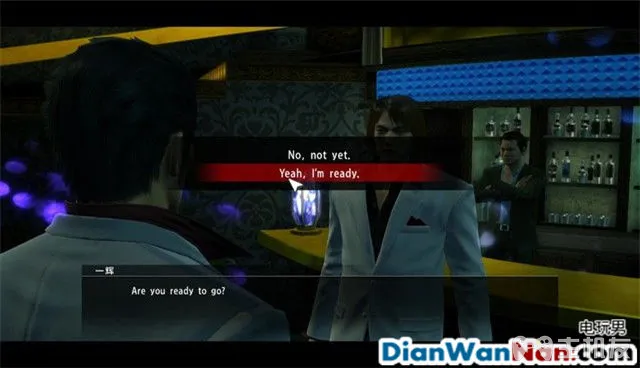 No, not yet.
Yeah, I'm ready.
一辉
Are you ready to go?
电玩男
DianWanNan.com